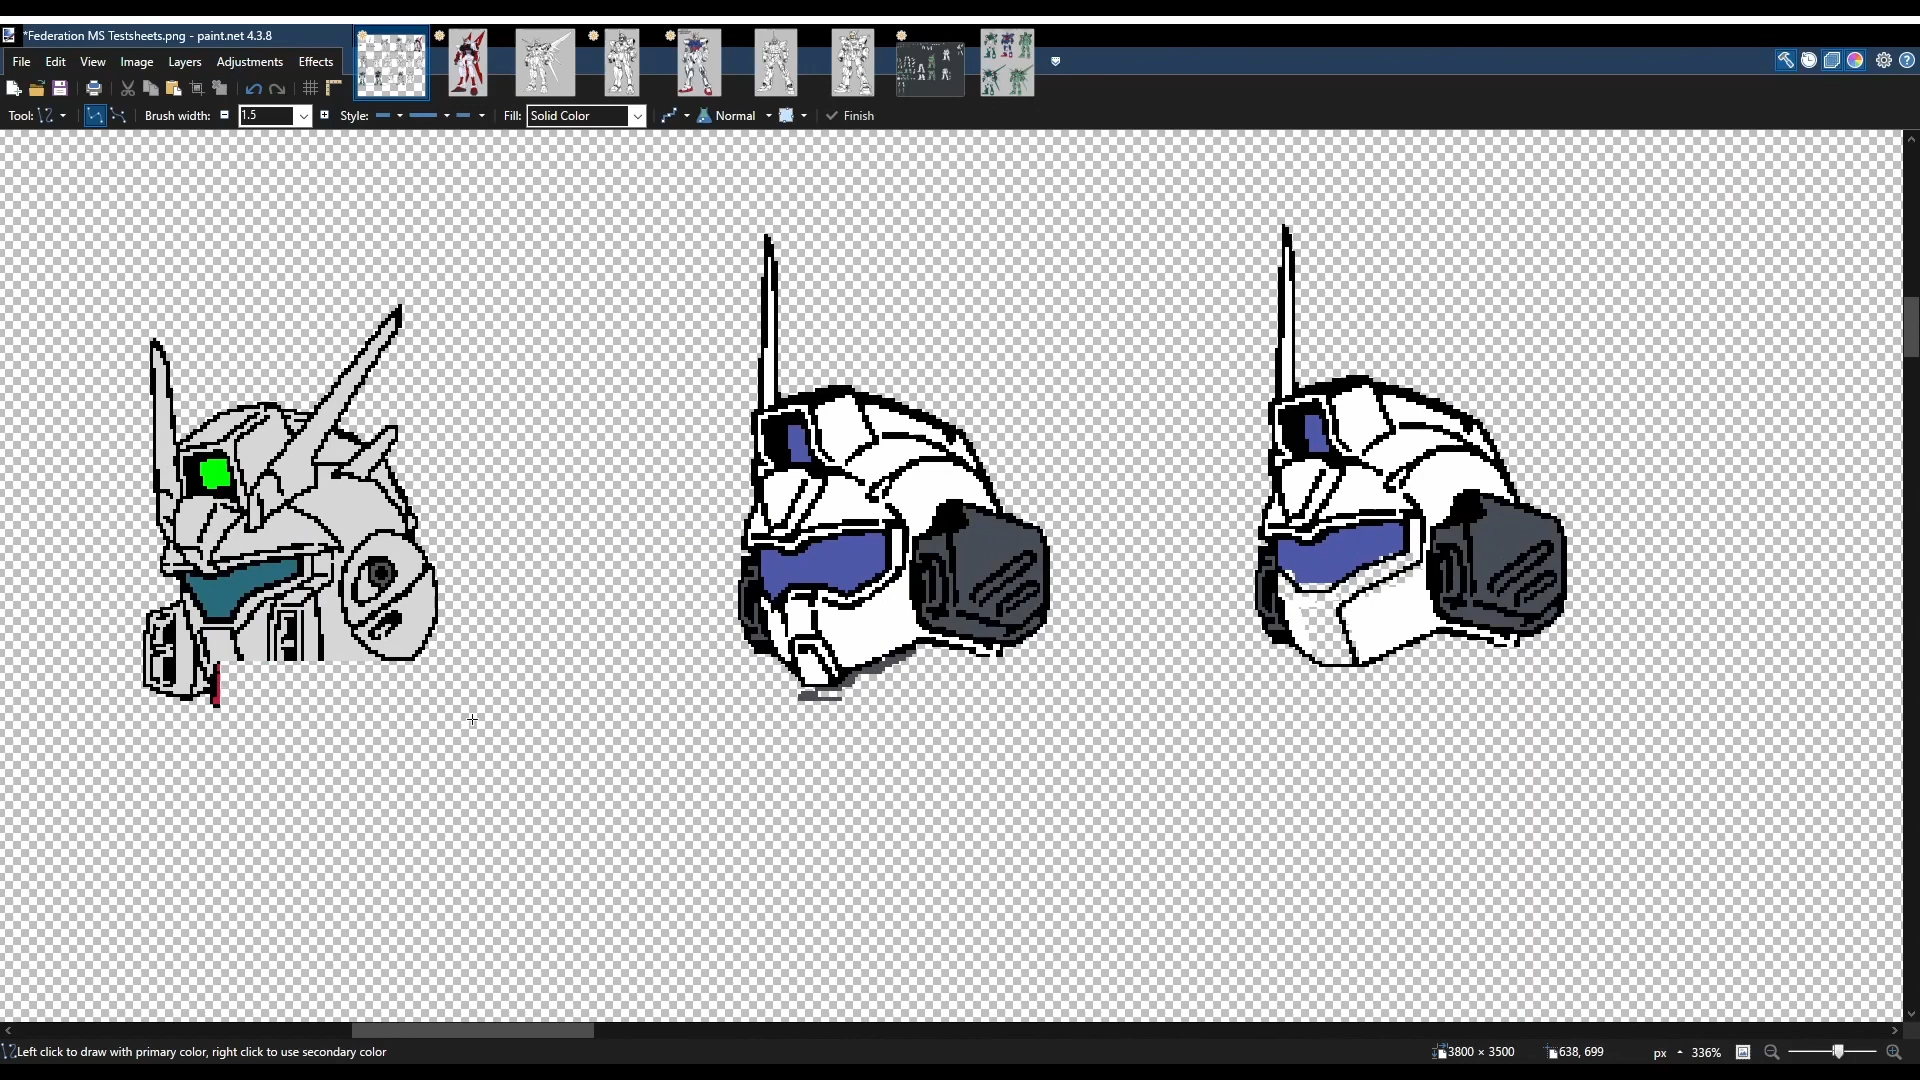 *Federation MS Testsheets.png - paint.net 4.3.8
File Edit View Image Layers Adjustments Effects
Tool: Brush width: 1.5 Style: Fill: Solid Color Normal Finish
Left click to draw with primary color, right click to use secondary color 3800 × 3500 638, 699 px 336%